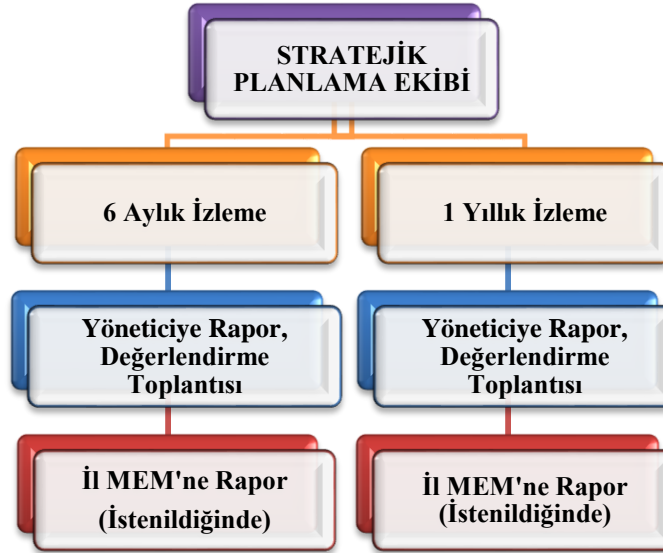 STRATEJİK
PLANLAMA EKİBİ
6 Aylık İzleme
1 Yıllık İzleme
Yöneticiye Rapor,
Değerlendirme
Toplantısı
Yöneticiye Rapor,
Değerlendirme
Toplantısı
İl MEM'ne Rapor
(İstenildiğinde)
İl MEM'ne Rapor
(İstenildiğinde)